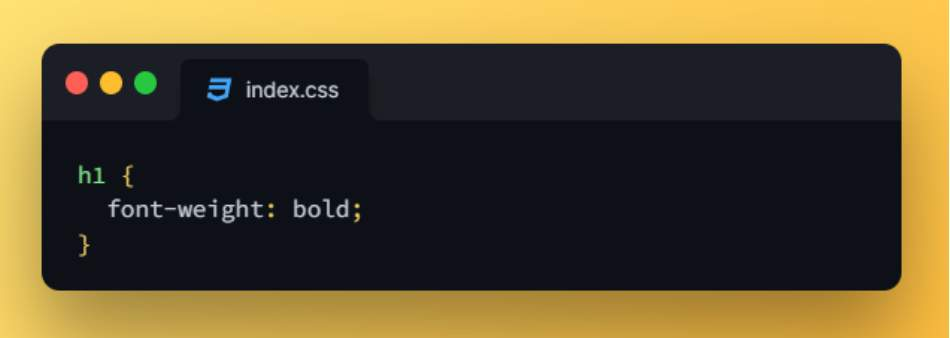 index.css
h1 {
  font-weight: bold;
}